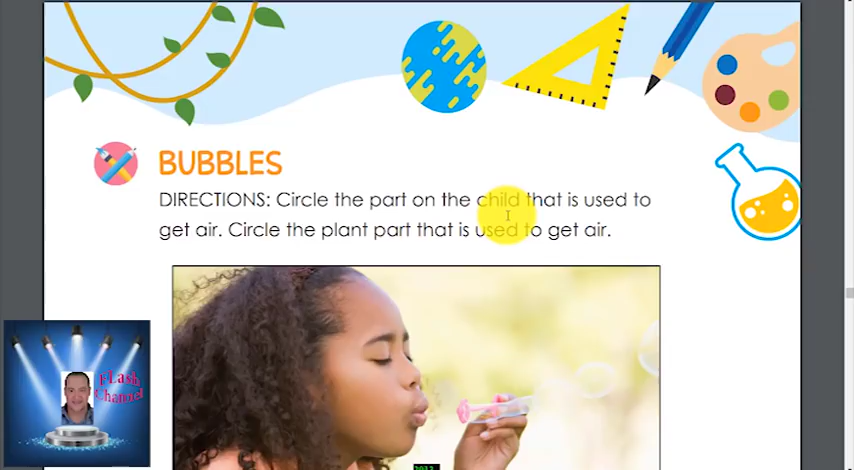 BUBBLES
DIRECTIONS: Circle the part on the child that is used to
get air. Circle the plant part that is used to get air.
FLash
Channel
2012